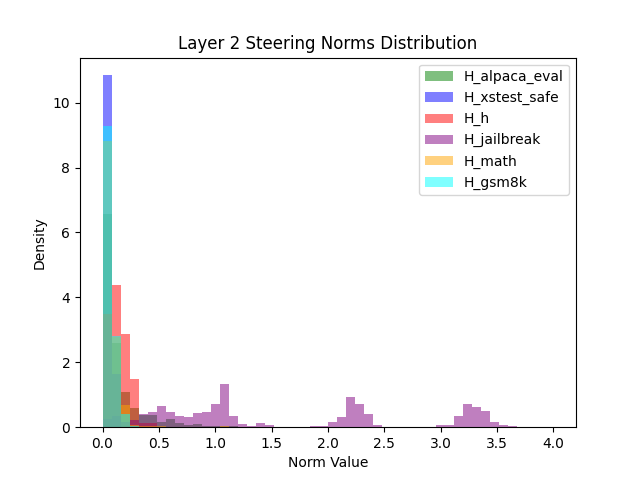 Layer 2 Steering Norms Distribution
H_alpaca_eval
H_xstest_safe
H_h
H_jailbreak
H_math
H_gsm8k
Density
10
8
6
4
2
0
0.0 0.5 1.0 1.5 2.0 2.5 3.0 3.5 4.0
Norm Value